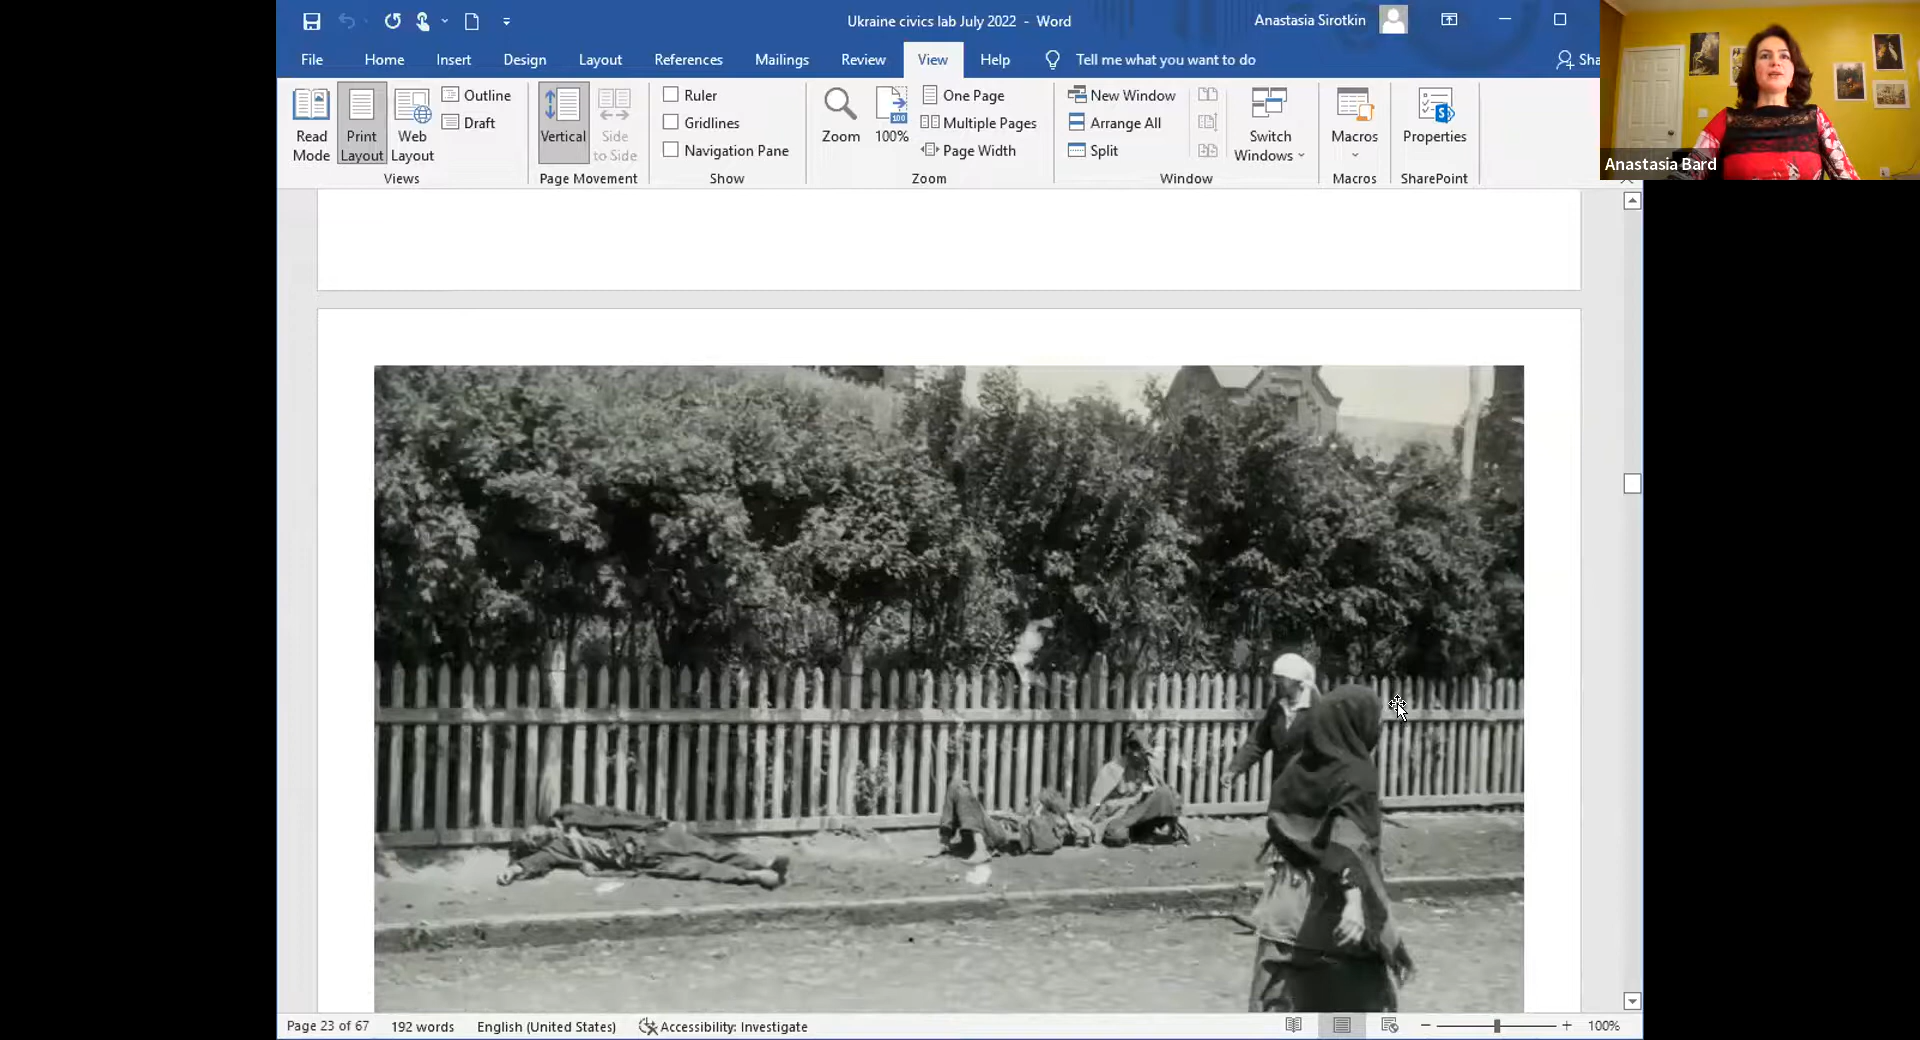 Ukraine civics lab July 2022 - Word
Anastasia Sirotkin
File Home Insert Design Layout References Mailings Review View Help Tell me what you want to do Sha
Read Mode
Print Layout
Web Layout
Outline
Draft
Views
Vertical
Side to Side
Page Movement
Ruler
Gridlines
Navigation Pane
Show
Zoom
100
100%
One Page
Multiple Pages
Page Width
Zoom
New Window
Arrange All
Split
Switch Windows
Window
Macros
Macros
S
Properties
SharePoint
Anastasia Bard
Page 23 of 67 192 words English (United States) Accessibility: Investigate 100%